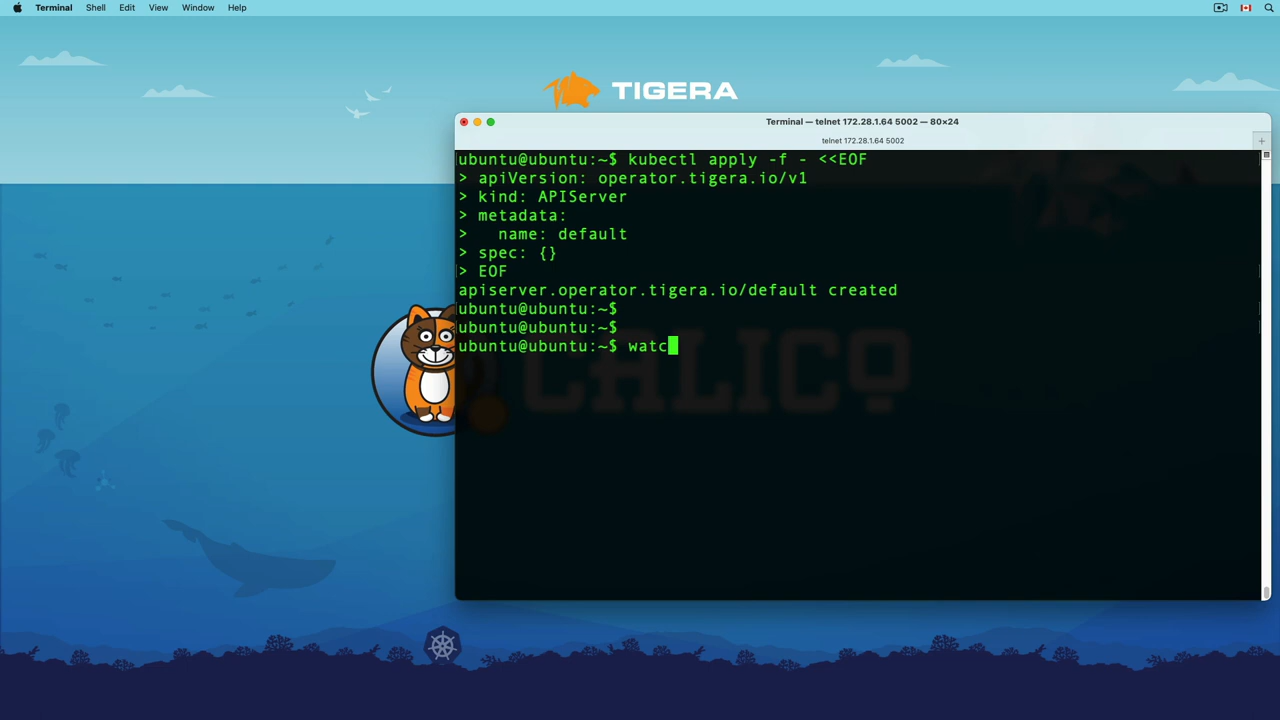 Terminal Shell Edit View Window Help
TIGERA
Terminal — telnet 172.28.1.64 5002 — 80×24
telnet 172.28.1.64 5002
ubuntu@ubuntu:~$ kubectl apply -f - <<EOF
> apiVersion: operator.tigera.io/v1
> kind: APIServer
> metadata:
>   name: default
> spec: {}
> EOF
apiserver.operator.tigera.io/default created
ubuntu@ubuntu:~$
ubuntu@ubuntu:~$
ubuntu@ubuntu:~$ watc
CALICO